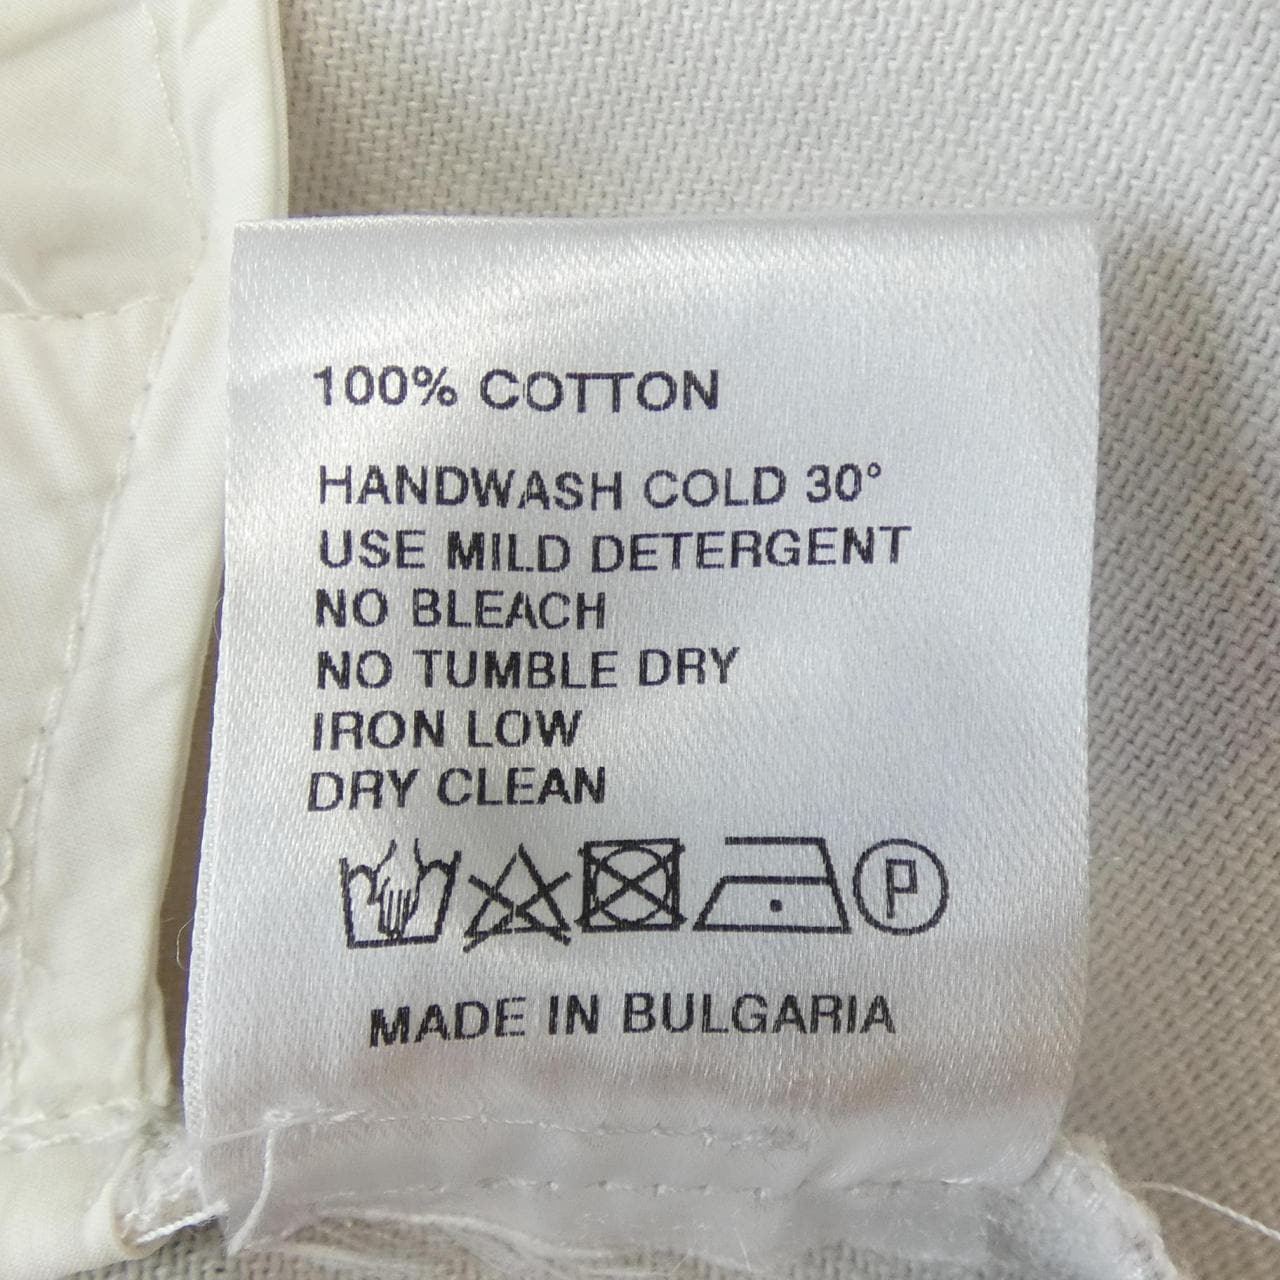 100% COTTON
HANDWASH COLD 30°
USE MILD DETERGENT
NO BLEACH
NO TUMBLE DRY
IRON LOW
DRY CLEAN
P
MADE IN BULGARIA